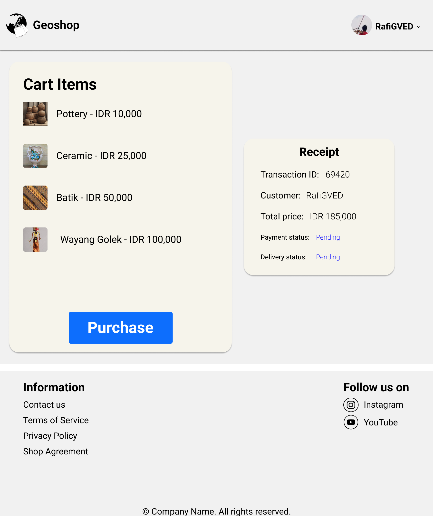 Geoshop
RafiGVED
Cart Items
Pottery - IDR 10,000
Ceramic - IDR 25,000
Batik - IDR 50,000
Wayang Golek - IDR 100,000
Purchase
Receipt
Transaction ID: 69420
Customer: RafiGVED
Total price: IDR 185,000
Payment status: Pending
Delivery status: Pending
Information
Contact us
Terms of Service
Privacy Policy
Shop Agreement
Follow us on
Instagram
YouTube
© Company Name. All rights reserved.